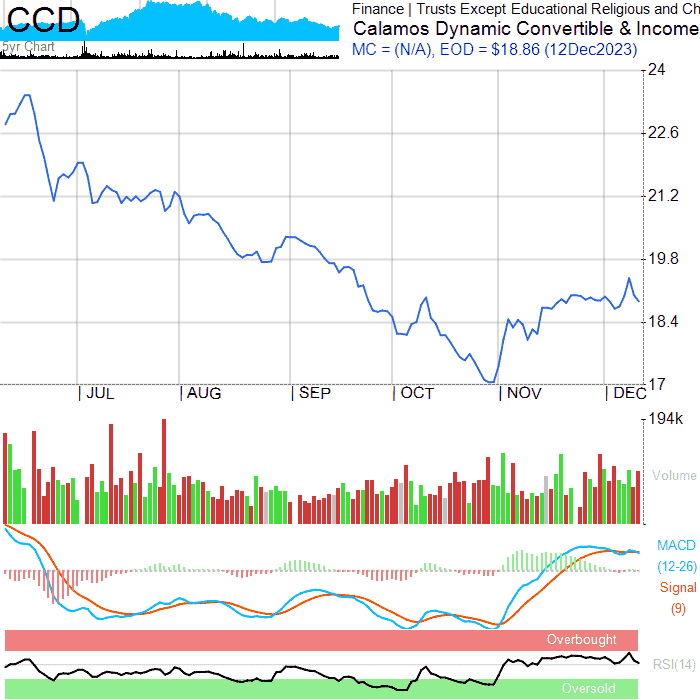 CCD
5yr Chart
Finance | Trusts Except Educational Religious and Ch
Calamos Dynamic Convertible & Income
MC = (N/A), EOD = $18.86 (12Dec2023)
24
22.6
21.2
19.8
18.4
17
| JUL | AUG | SEP | OCT | NOV | DEC
194k
Volume
MACD
(12-26)
Signal
(9)
Overbought
RSI(14)
Oversold